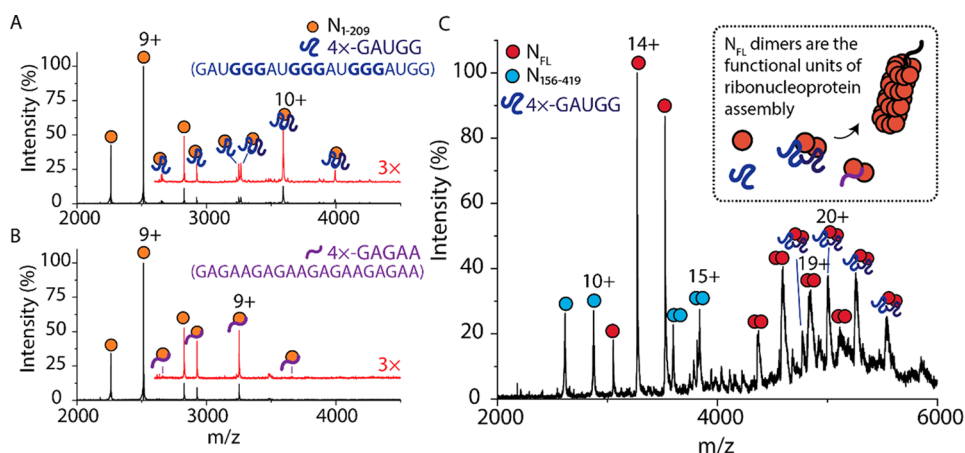 A
9+
N1-209
4×-GAUGG
(GAUGGGAUGGGAUGGGAUGG)
10+
3×
Intensity (%)
100
75
50
25
0
2000
3000
4000
B
9+
4×-GAGAA
(GAGAAGAGAAGAGAAGAGAA)
9+
3×
Intensity (%)
100
75
50
25
0
2000
3000
4000
m/z
C
14+
NFL
N156-419
4×-GAUGG
NFL dimers are the
functional units of
ribonucleoprotein
assembly
10+
15+
19+
20+
Intensity (%)
100
80
60
40
20
0
2000
4000
6000
m/z